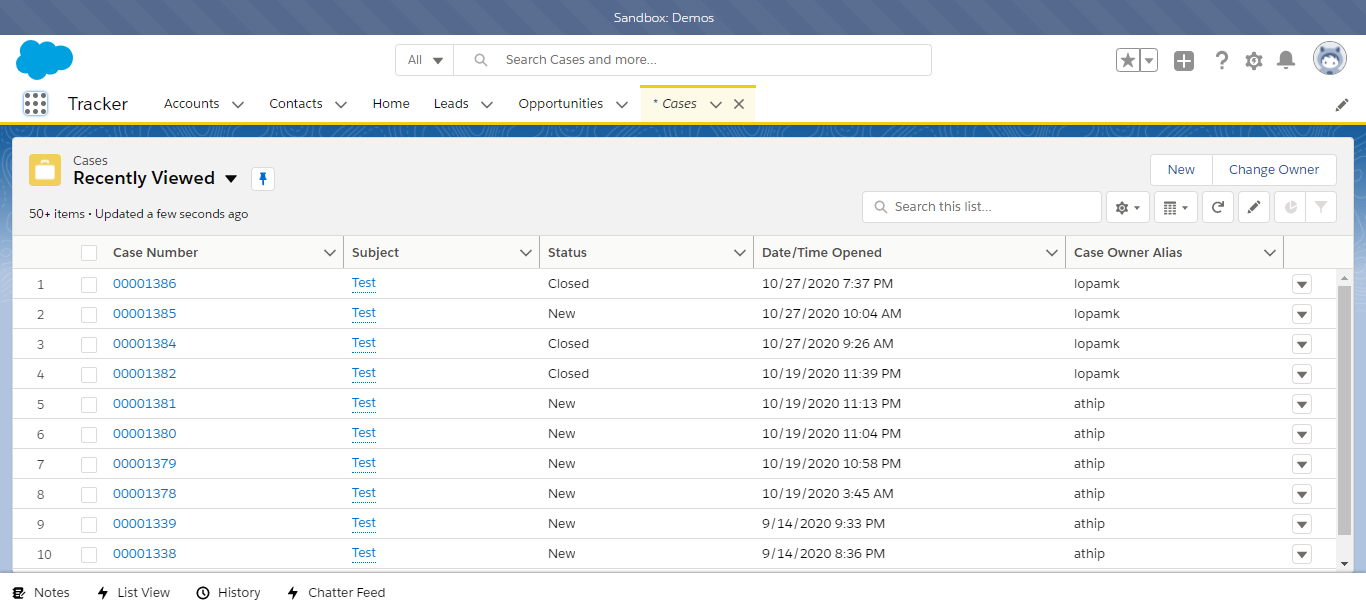 Sandbox: Demos
All Search Cases and more...
Tracker Accounts Contacts Home Leads Opportunities * Cases
Cases
Recently Viewed
New Change Owner
50+ items • Updated a few seconds ago
Search this list...
Case Number Subject Status Date/Time Opened Case Owner Alias
1 00001386 Test Closed 10/27/2020 7:37 PM lopamk
2 00001385 Test New 10/27/2020 10:04 AM lopamk
3 00001384 Test Closed 10/27/2020 9:26 AM lopamk
4 00001382 Test Closed 10/19/2020 11:39 PM lopamk
5 00001381 Test New 10/19/2020 11:13 PM athip
6 00001380 Test New 10/19/2020 11:04 PM athip
7 00001379 Test New 10/19/2020 10:58 PM athip
8 00001378 Test New 10/19/2020 3:45 AM athip
9 00001339 Test New 9/14/2020 9:33 PM athip
10 00001338 Test New 9/14/2020 8:36 PM athip
Notes List View History Chatter Feed